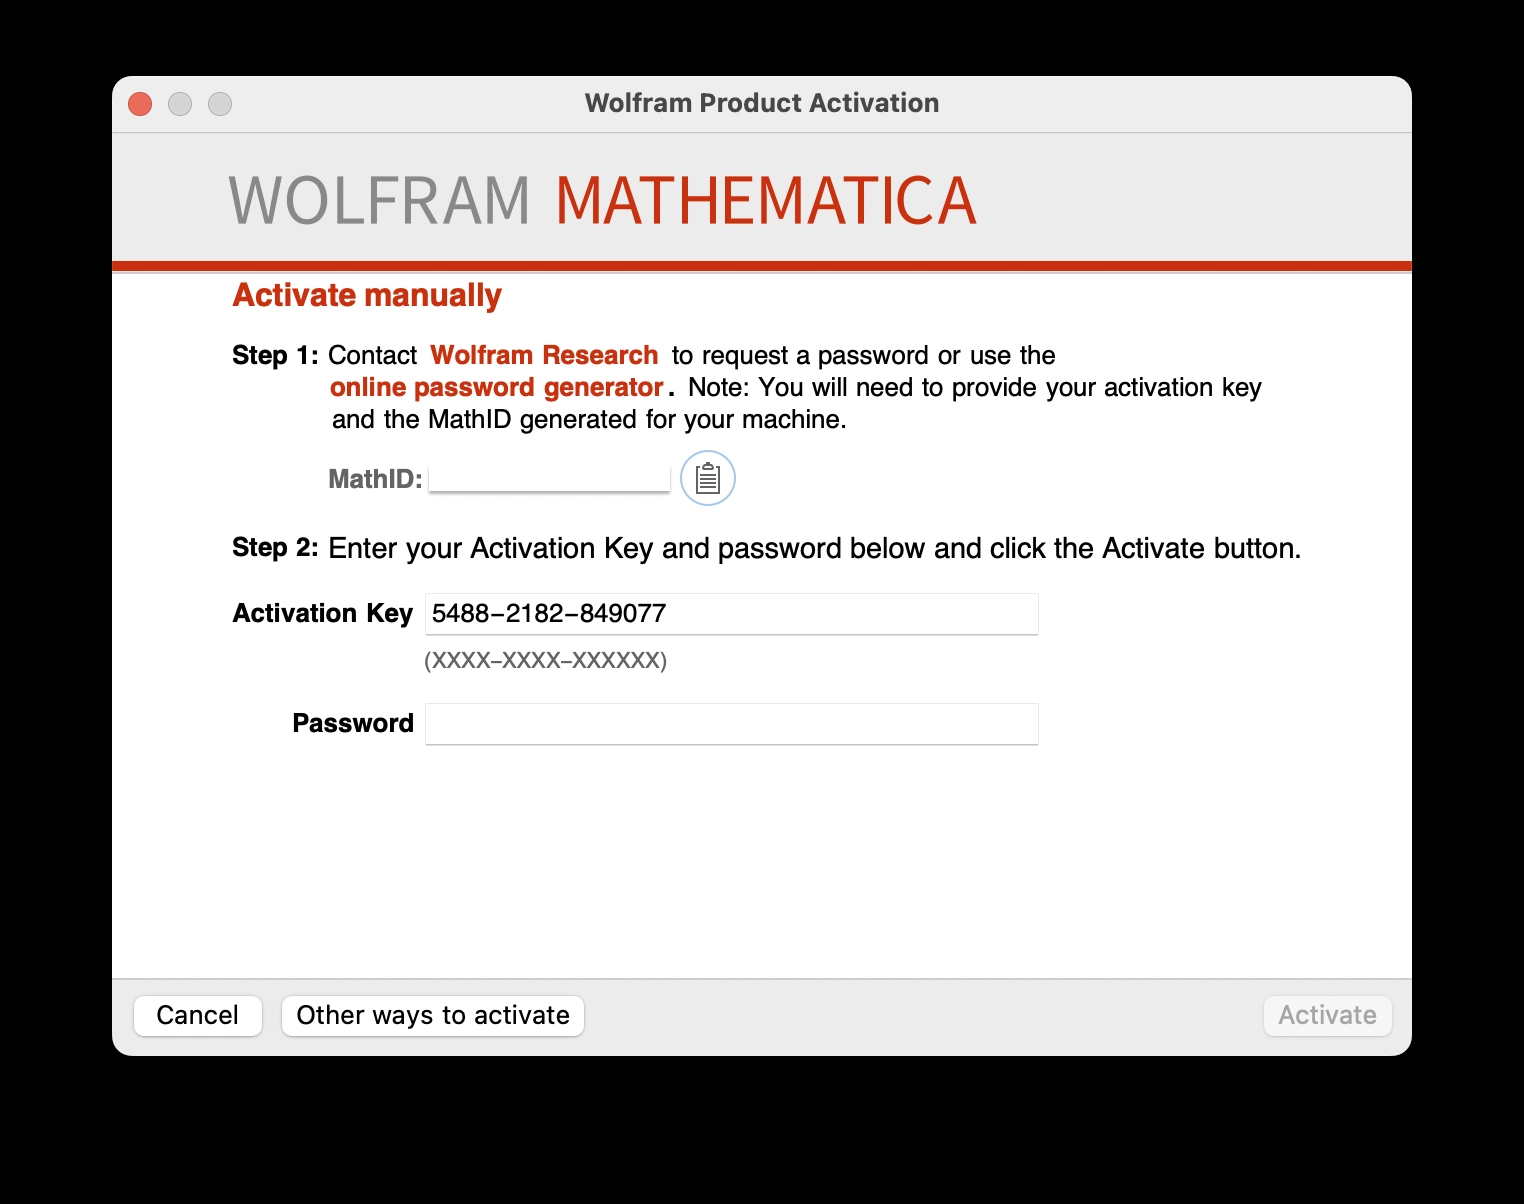 Wolfram Product Activation
WOLFRAM MATHEMATICA
Activate manually
Step 1: Contact Wolfram Research to request a password or use the
online password generator. Note: You will need to provide your activation key
and the MathID generated for your machine.
MathID:
Step 2: Enter your Activation Key and password below and click the Activate button.
Activation Key 5488–2182–849077
(XXXX–XXXX–XXXXXX)
Password
Cancel Other ways to activate Activate